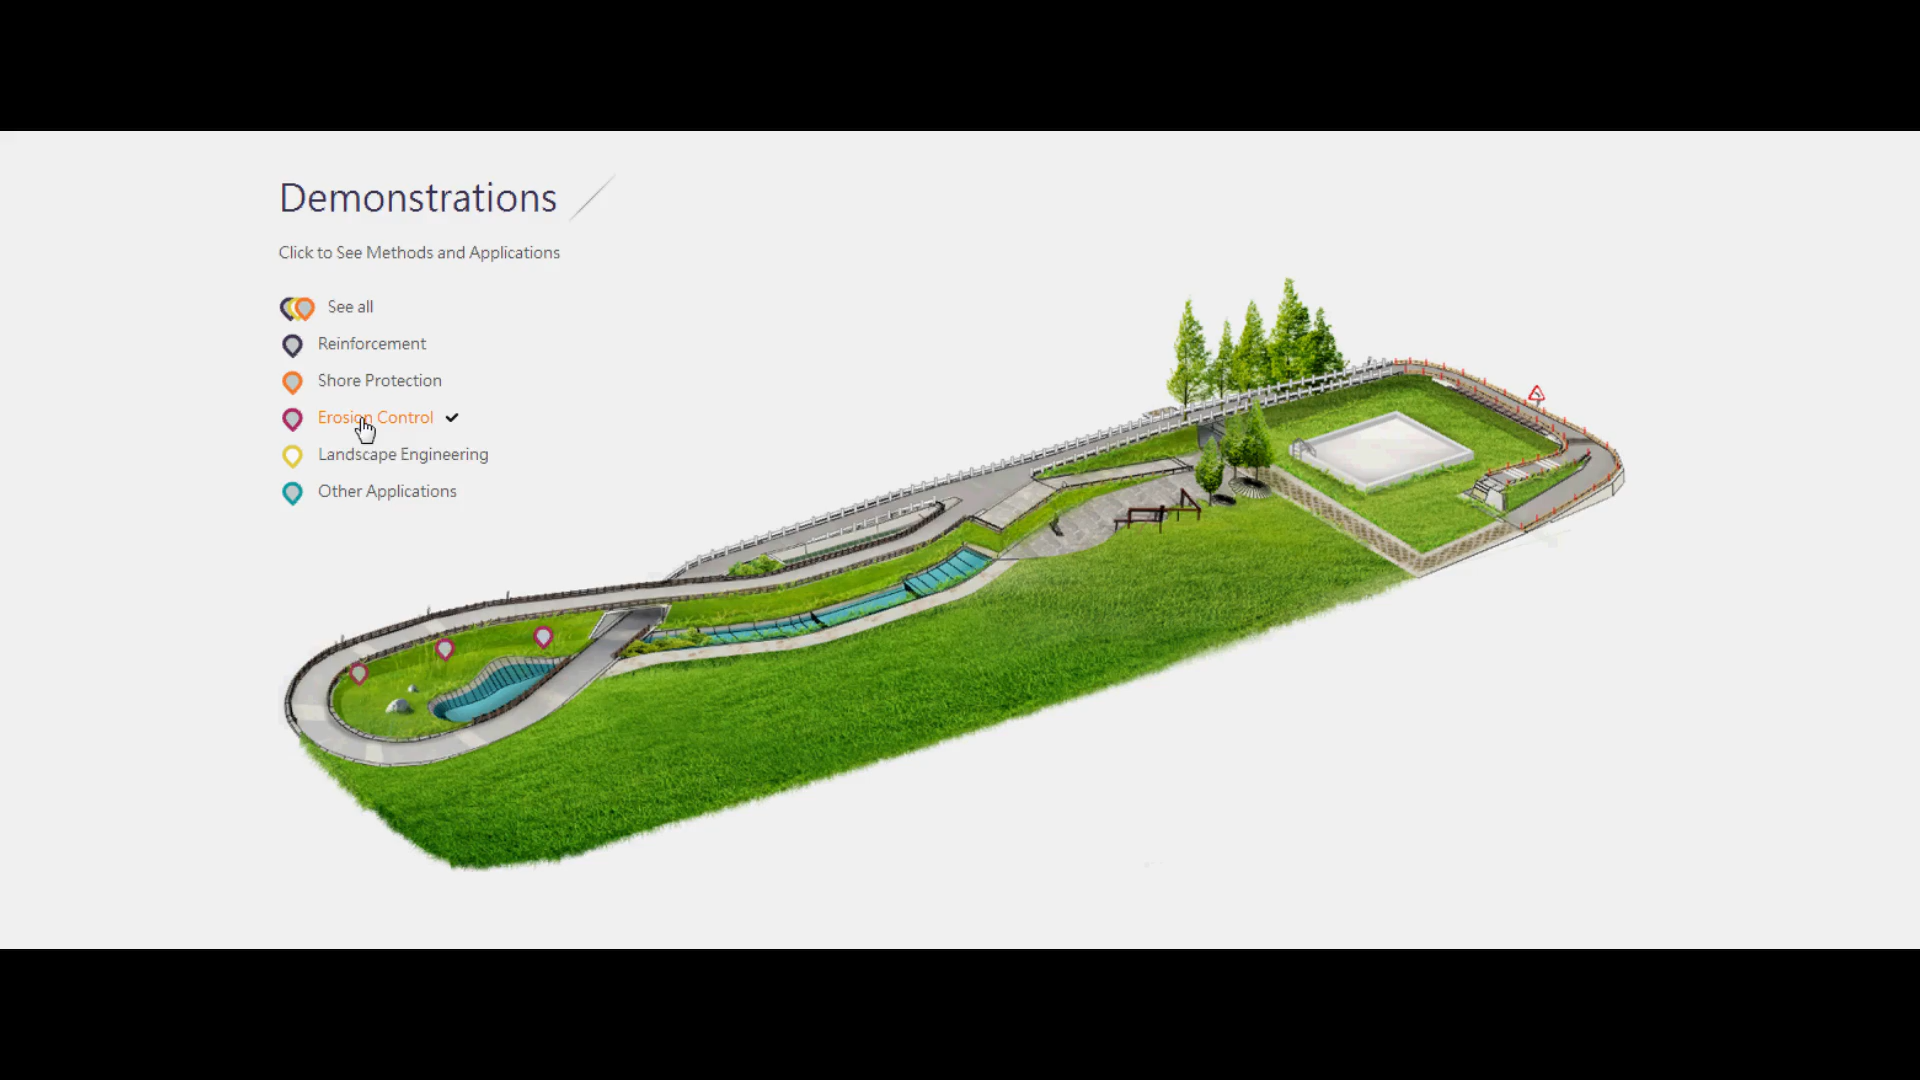 Demonstrations
Click to See Methods and Applications
See all
Reinforcement
Shore Protection
Erosion Control
Landscape Engineering
Other Applications